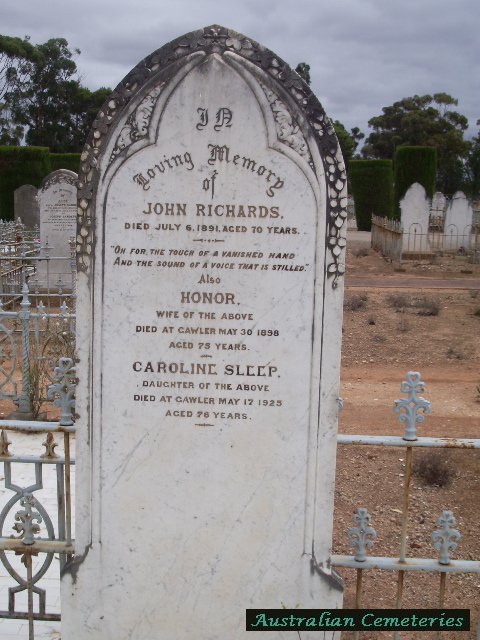 IN
Loving Memory
of
JOHN RICHARDS,
DIED JULY 6, 1891, AGED 70 YEARS.
"OH FOR THE TOUCH OF A VANISHED HAND
AND THE SOUND OF A VOICE THAT IS STILLED."
Also
HONOR,
WIFE OF THE ABOVE
DIED AT GAWLER MAY 30 1898
AGED 75 YEARS.
CAROLINE SLEEP,
DAUGHTER OF THE ABOVE
DIED AT GAWLER MAY 17 1925
AGED 76 YEARS.
Australian Cemeteries